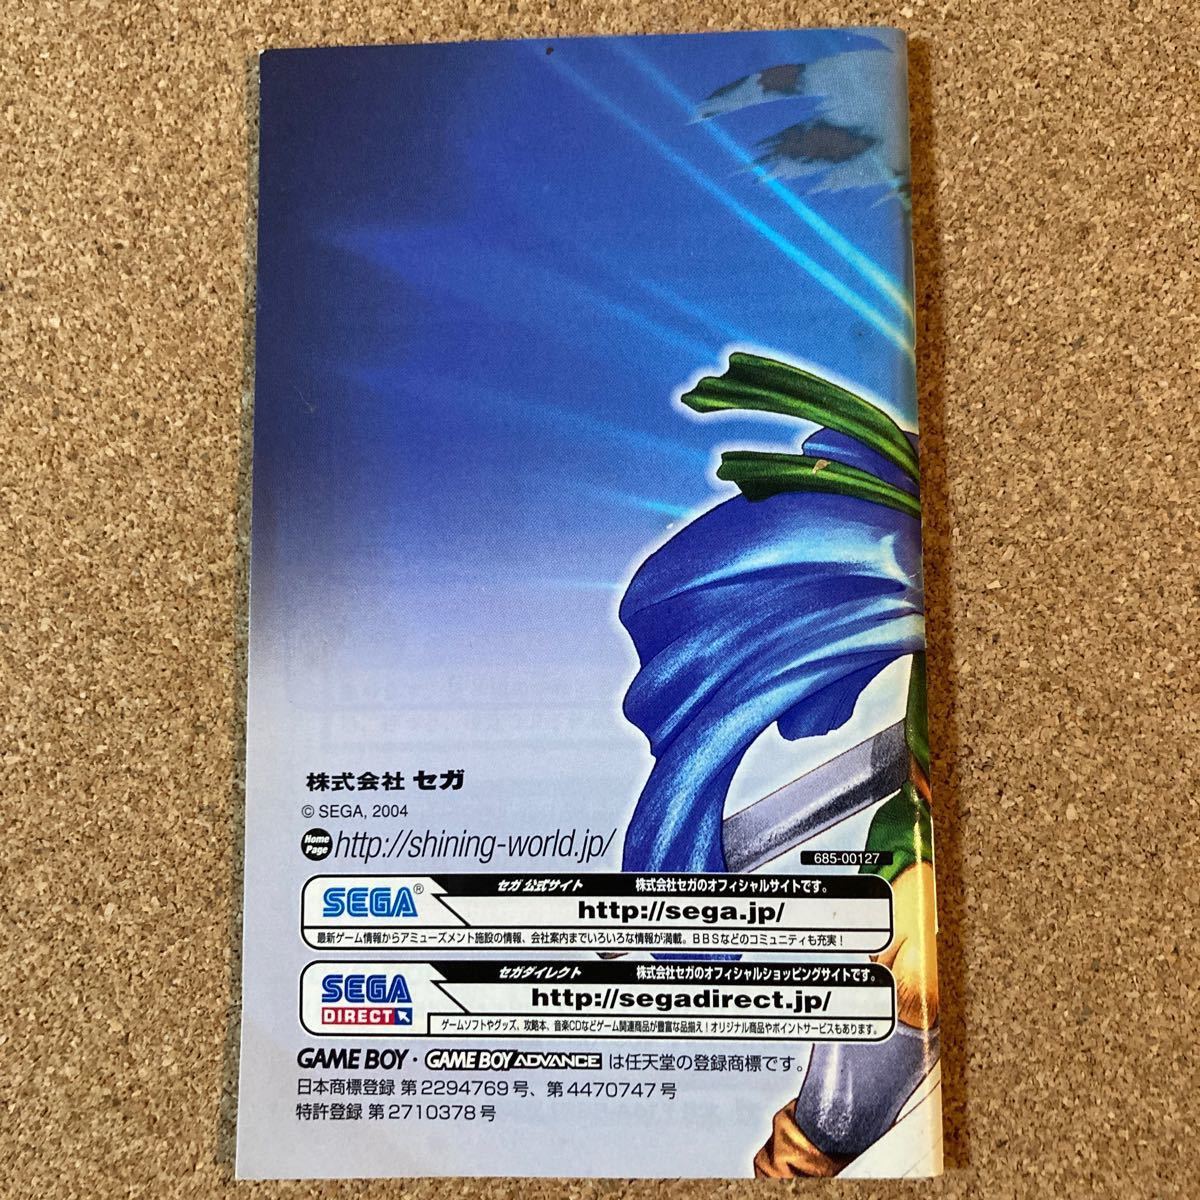 株式会社 セガ
© SEGA, 2004
Home Page http://shining-world.jp/
685-00127
SEGA® セガ 公式サイト 株式会社セガのオフィシャルサイトです。
http://sega.jp/
最新ゲーム情報からアミューズメント施設の情報、会社案内までいろいろな情報が満載。BBSなどのコミュニティも充実!
SEGA DIRECT セガダイレクト 株式会社セガのオフィシャルショッピングサイトです。
http://segadirect.jp/
ゲームソフトやグッズ、攻略本、音楽CDなどゲーム関連商品が豊富な品揃え!オリジナル商品やポイントサービスもあります。
GAME BOY・GAME BOY ADVANCE は任天堂の登録商標です。
日本商標登録 第2294769号、第4470747号
特許登録 第2710378号